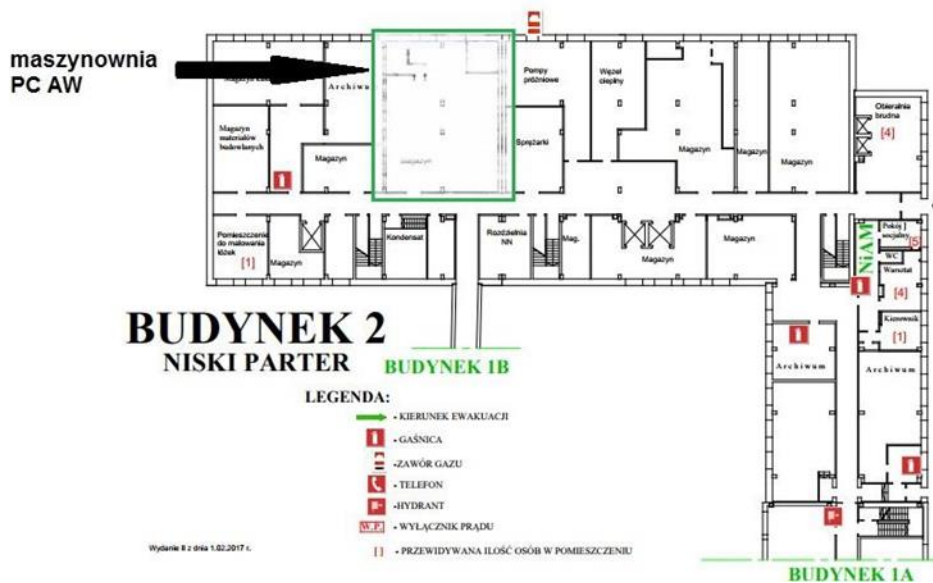 maszynownia
PC AW
Archiwu
Pompy
próżniowe
Węzeł
cieplny
Obieralnia
brudna
[4]
Magazyn
materiałów
budowlanych
Magazyn
Sprężarki
Magazyn
Magazyn
Magazyn
Pomieszczenie
do malowania
łóżek
[1]
Magazyn
Kondensat
Rozdzielnia
NN
Mag.
Magazyn
Magazyn
NiAM
Pokój
socjalny
[5]
WC
Warsztat
[4]
Kierownik
[1]
Archiwum
Archiwum
BUDYNEK 2
NISKI PARTER
BUDYNEK 1B
LEGENDA:
- KIERUNEK EWAKUACJI
- GAŚNICA
-ZAWÓR GAZU
- TELEFON
-HYDRANT
W.P. - WYŁĄCZNIK PRĄDU
[ ] - PRZEWIDYWANA ILOŚĆ OSÓB W POMIESZCZENIU
Wydanie II z dnia 1.02.2017 r.
BUDYNEK 1A